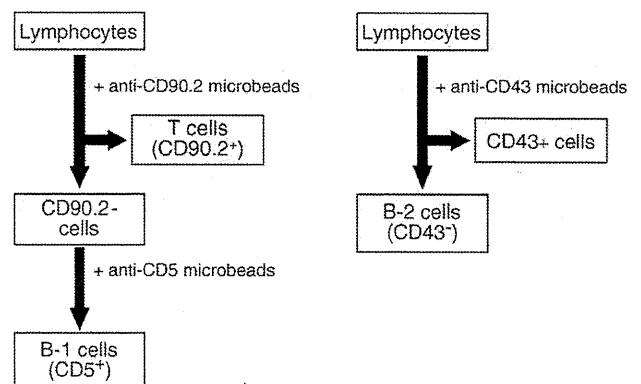 Lymphocytes
+ anti-CD90.2 microbeads
T cells
(CD90.2⁺)
CD90.2-
cells
+ anti-CD5 microbeads
B-1 cells
(CD5⁺)
Lymphocytes
+ anti-CD43 microbeads
CD43+ cells
B-2 cells
(CD43⁻)